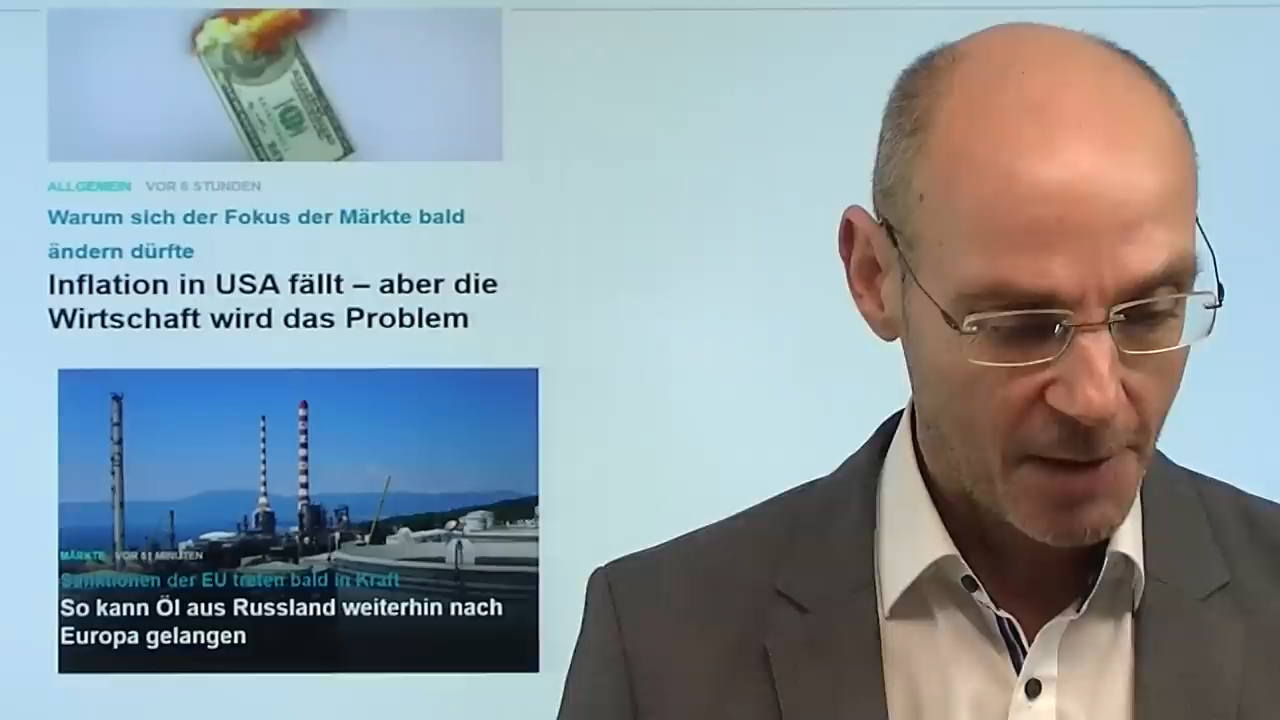 ALLGEMEIN VOR 6 STUNDEN
Warum sich der Fokus der Märkte bald
ändern dürfte
Inflation in USA fällt – aber die
Wirtschaft wird das Problem
MÄRKTE VOR 51 MINUTEN
Sanktionen der EU treten bald in Kraft
So kann Öl aus Russland weiterhin nach
Europa gelangen